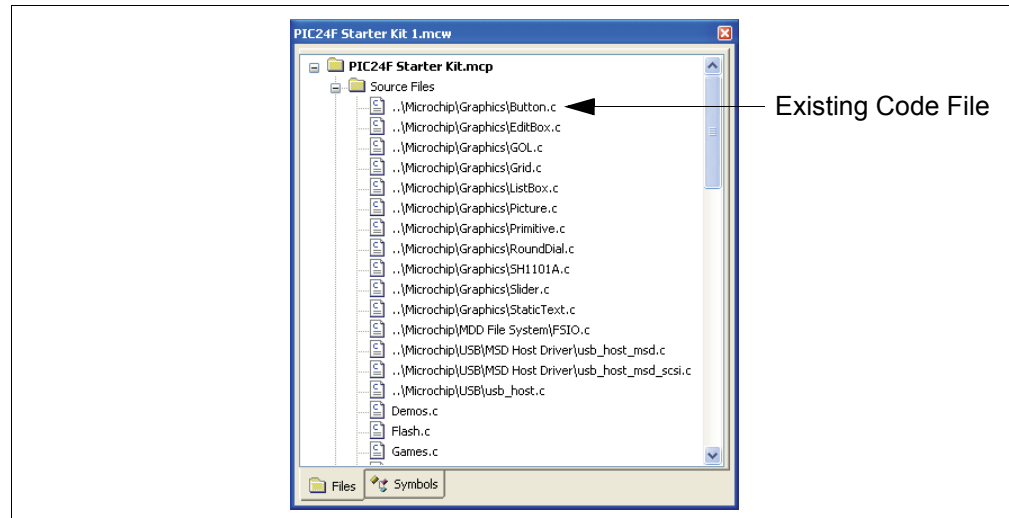 PIC24F Starter Kit 1.mcw
PIC24F Starter Kit.mcp
Source Files
..\Microchip\Graphics\Button.c
Existing Code File
..\Microchip\Graphics\EditBox.c
..\Microchip\Graphics\GOL.c
..\Microchip\Graphics\Grid.c
..\Microchip\Graphics\ListBox.c
..\Microchip\Graphics\Picture.c
..\Microchip\Graphics\Primitive.c
..\Microchip\Graphics\RoundDial.c
..\Microchip\Graphics\SH1101A.c
..\Microchip\Graphics\Slider.c
..\Microchip\Graphics\StaticText.c
..\Microchip\MDD File System\FSIO.c
..\Microchip\USB\MSD Host Driver\usb_host_msd.c
..\Microchip\USB\MSD Host Driver\usb_host_msd_scsi.c
..\Microchip\USB\usb_host.c
Demos.c
Flash.c
Games.c
Files Symbols